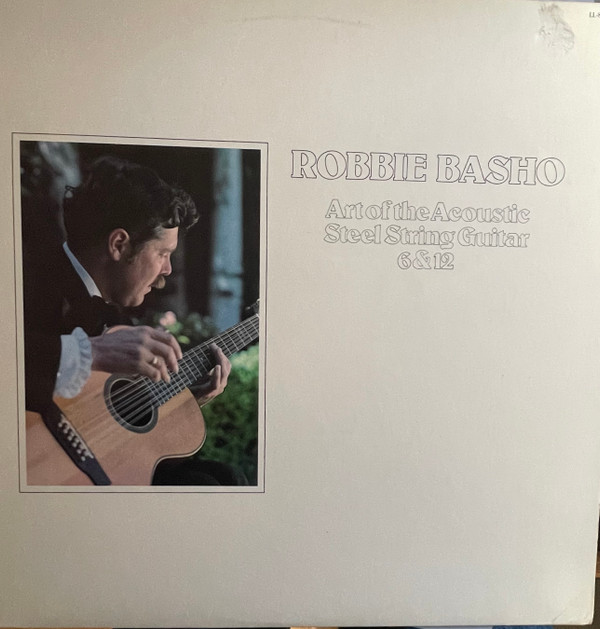 ROBBIE BASHO
Art of the Acoustic
Steel String Guitar
6&12